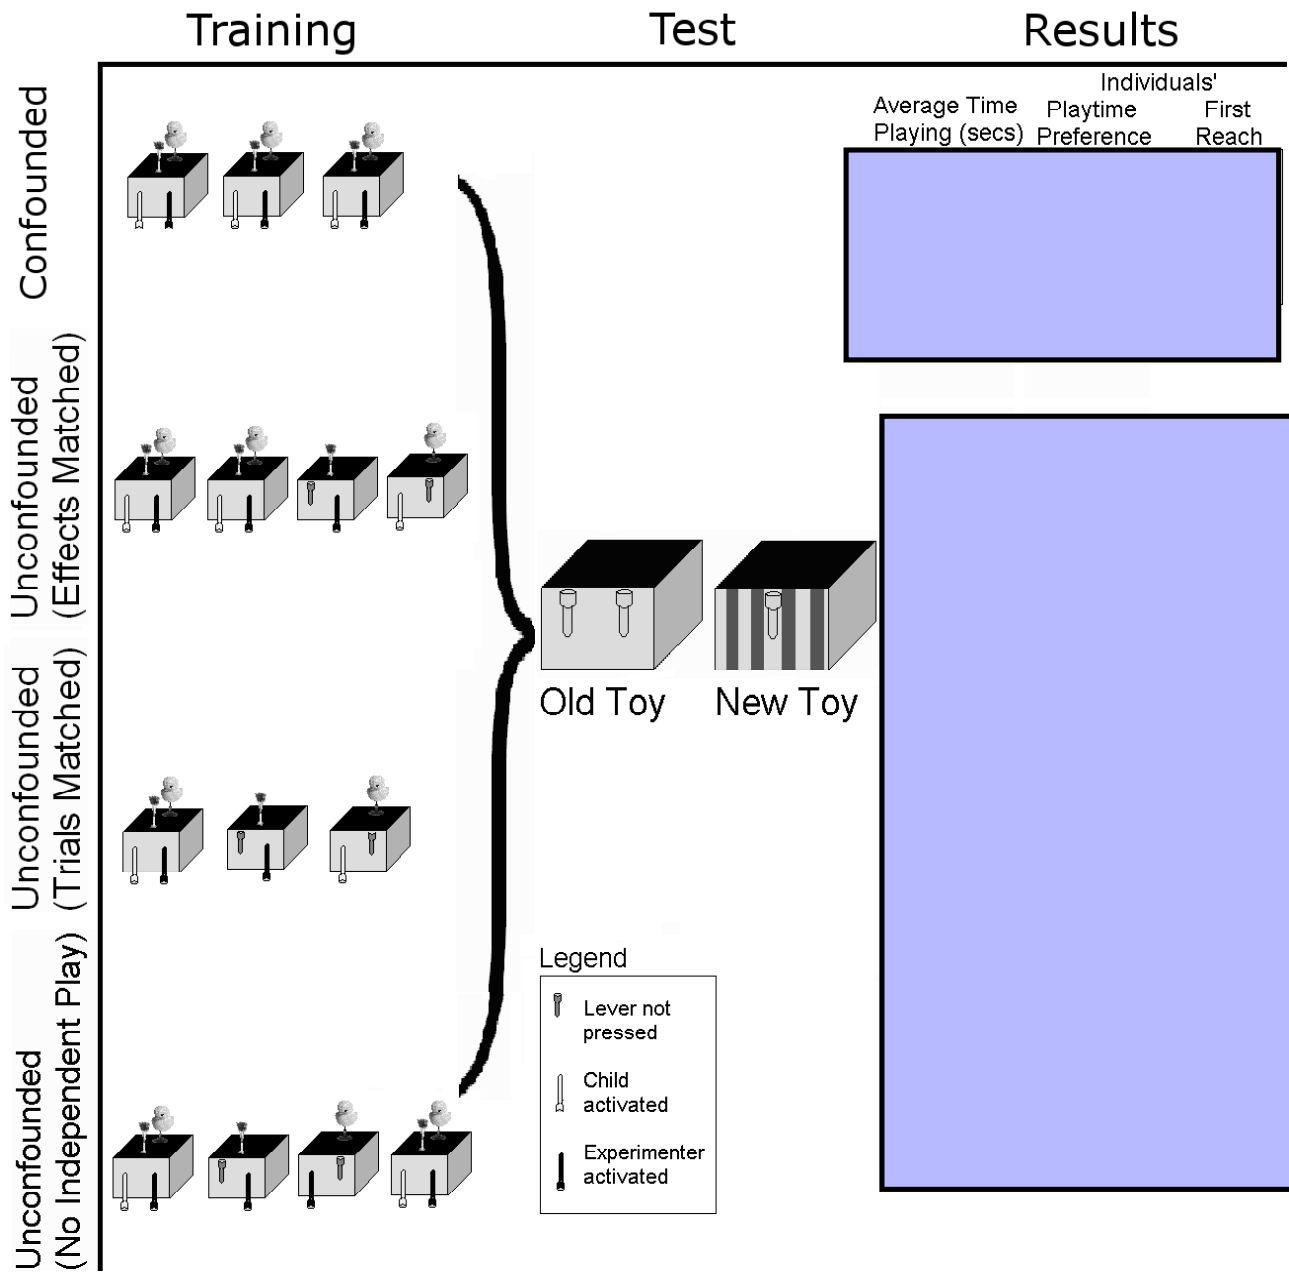 Training
Test
Results
Individuals'
Average Time
Playing (secs)
Playtime
Preference
First
Reach
Confounded
Unconfounded
(Effects Matched)
Old Toy
New Toy
Unconfounded
(Trials Matched)
Unconfounded
(No Independent Play)
Legend
Lever not
pressed
Child
activated
Experimenter
activated